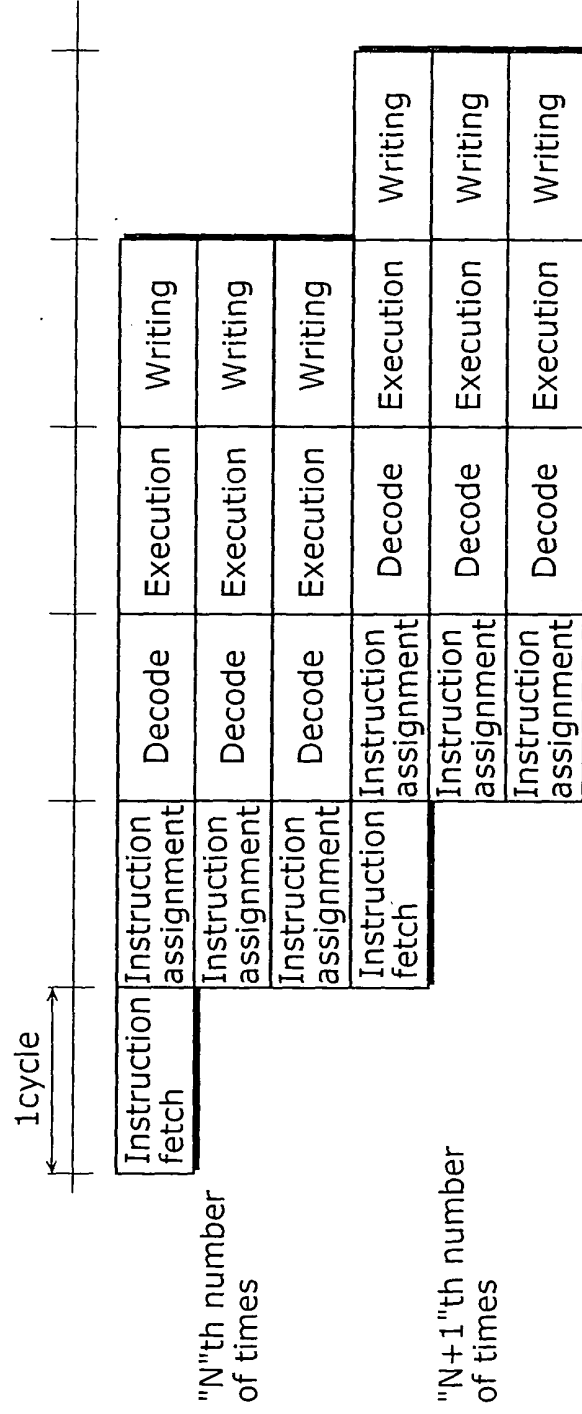 1cycle
Instruction
fetch
Instruction
assignment
Decode
Execution
Writing
"N"th number
of times
Instruction
assignment
Decode
Execution
Writing
Instruction
assignment
Decode
Execution
Writing
Instruction
fetch
Instruction
assignment
Decode
Execution
Writing
"N+1"th number
of times
Instruction
assignment
Decode
Execution
Writing
Instruction
assignment
Decode
Execution
Writing